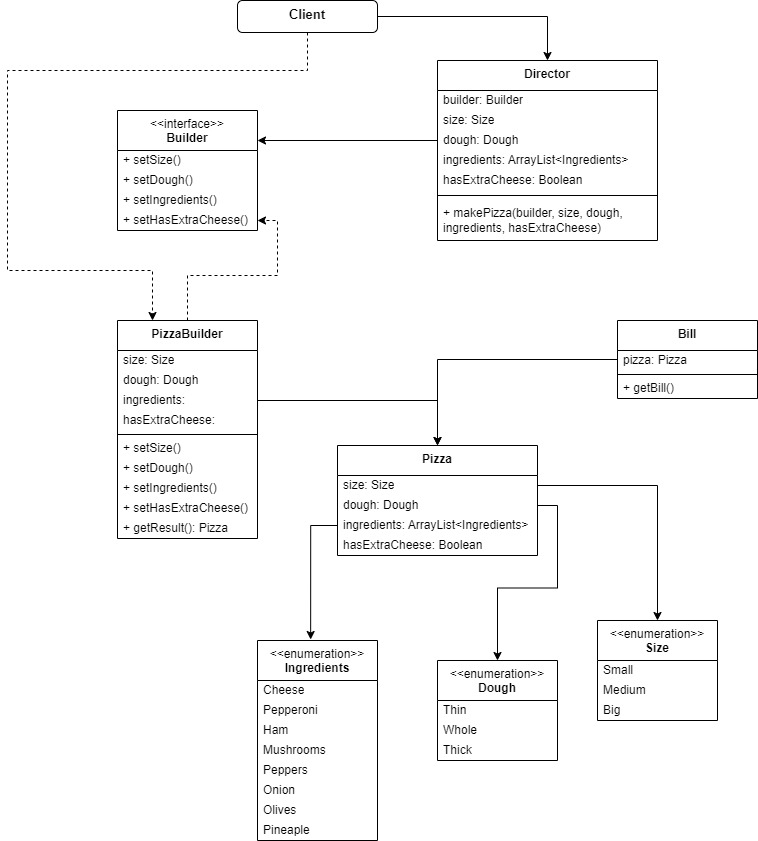 Client
Director
builder: Builder
size: Size
dough: Dough
ingredients: ArrayList<Ingredients>
hasExtraCheese: Boolean
+ makePizza(builder, size, dough,
ingredients, hasExtraCheese)
<<interface>>
Builder
+ setSize()
+ setDough()
+ setIngredients()
+ setHasExtraCheese()
PizzaBuilder
size: Size
dough: Dough
ingredients:
hasExtraCheese:
+ setSize()
+ setDough()
+ setIngredients()
+ setHasExtraCheese()
+ getResult(): Pizza
Bill
pizza: Pizza
+ getBill()
Pizza
size: Size
dough: Dough
ingredients: ArrayList<Ingredients>
hasExtraCheese: Boolean
<<enumeration>>
Ingredients
Cheese
Pepperoni
Ham
Mushrooms
Peppers
Onion
Olives
Pineaple
<<enumeration>>
Dough
Thin
Whole
Thick
<<enumeration>>
Size
Small
Medium
Big